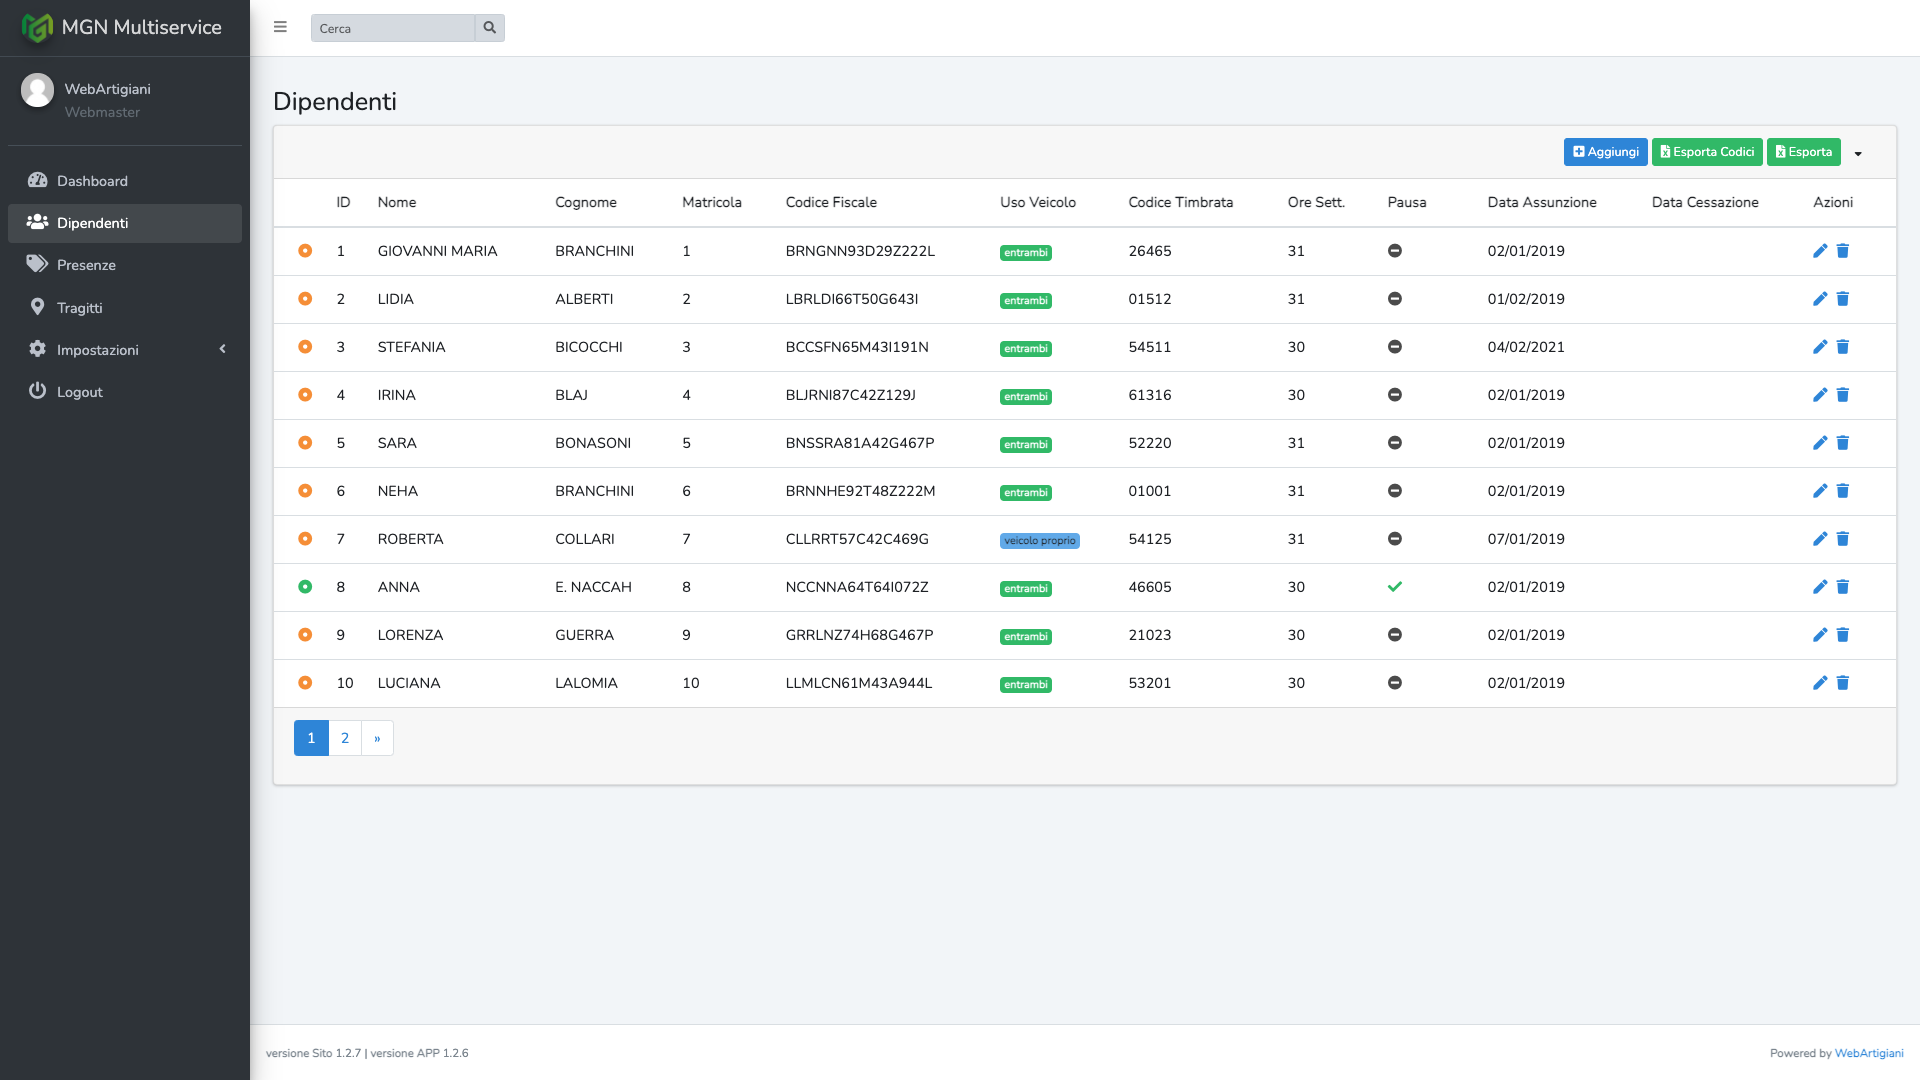 MGN Multiservice
Cerca
WebArtigiani
Webmaster
Dashboard
Dipendenti
Presenze
Tragitti
Impostazioni
Logout
Dipendenti
Aggiungi Esporta Codici Esporta
ID Nome Cognome Matricola Codice Fiscale Uso Veicolo Codice Timbrata Ore Sett. Pausa Data Assunzione Data Cessazione Azioni
1 GIOVANNI MARIA BRANCHINI 1 BRNGNN93D29Z222L entrambi 26465 31 02/01/2019
2 LIDIA ALBERTI 2 LBRLDI66T50G643I entrambi 01512 31 01/02/2019
3 STEFANIA BICOCCHI 3 BCCSFN65M43I191N entrambi 54511 30 04/02/2021
4 IRINA BLAJ 4 BLJRNI87C42Z129J entrambi 61316 30 02/01/2019
5 SARA BONASONI 5 BNSSRA81A42G467P entrambi 52220 31 02/01/2019
6 NEHA BRANCHINI 6 BRNNHE92T48Z222M entrambi 01001 31 02/01/2019
7 ROBERTA COLLARI 7 CLLRRT57C42C469G veicolo proprio 54125 31 07/01/2019
8 ANNA E. NACCAH 8 NCCNNA64T64I072Z entrambi 46605 30 02/01/2019
9 LORENZA GUERRA 9 GRRLNZ74H68G467P entrambi 21023 30 02/01/2019
10 LUCIANA LALOMIA 10 LLMLCN61M43A944L entrambi 53201 30 02/01/2019
1 2 »
versione Sito 1.2.7 | versione APP 1.2.6
Powered by WebArtigiani